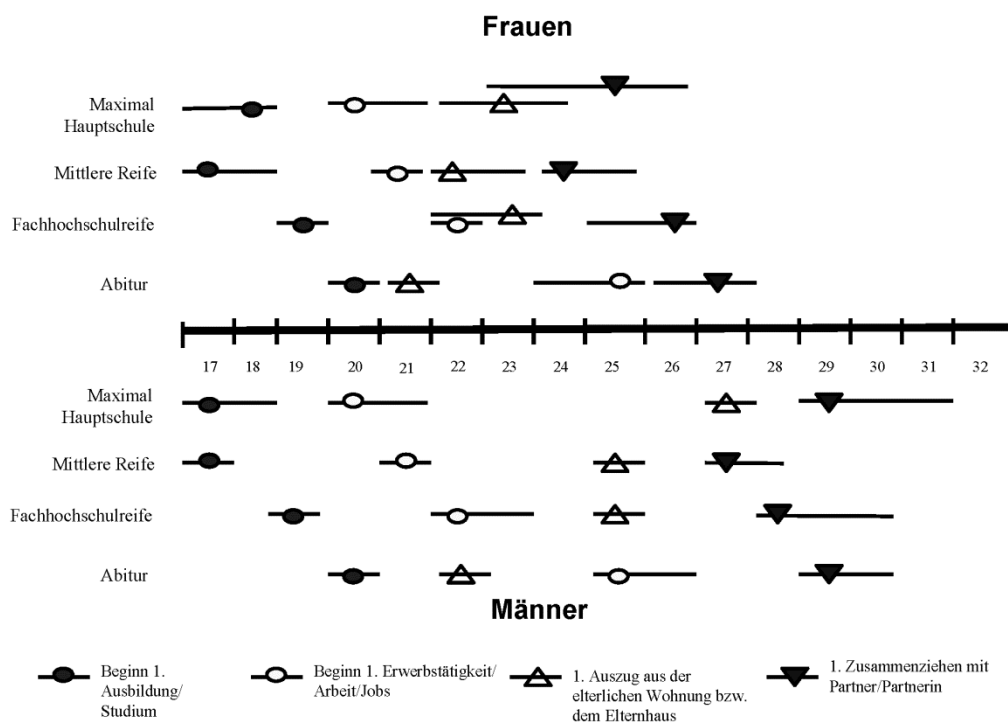 Frauen
Maximal
Hauptschule
Mittlere Reife
Fachhochschulreife
Abitur
17 18 19 20 21 22 23 24 25 26 27 28 29 30 31 32
Maximal
Hauptschule
Mittlere Reife
Fachhochschulreife
Abitur
Männer
Beginn 1.
Ausbildung/
Studium
Beginn 1. Erwerbstätigkeit/
Arbeit/Jobs
1. Auszug aus der
elterlichen Wohnung bzw.
dem Elternhaus
1. Zusammenziehen mit
Partner/Partnerin